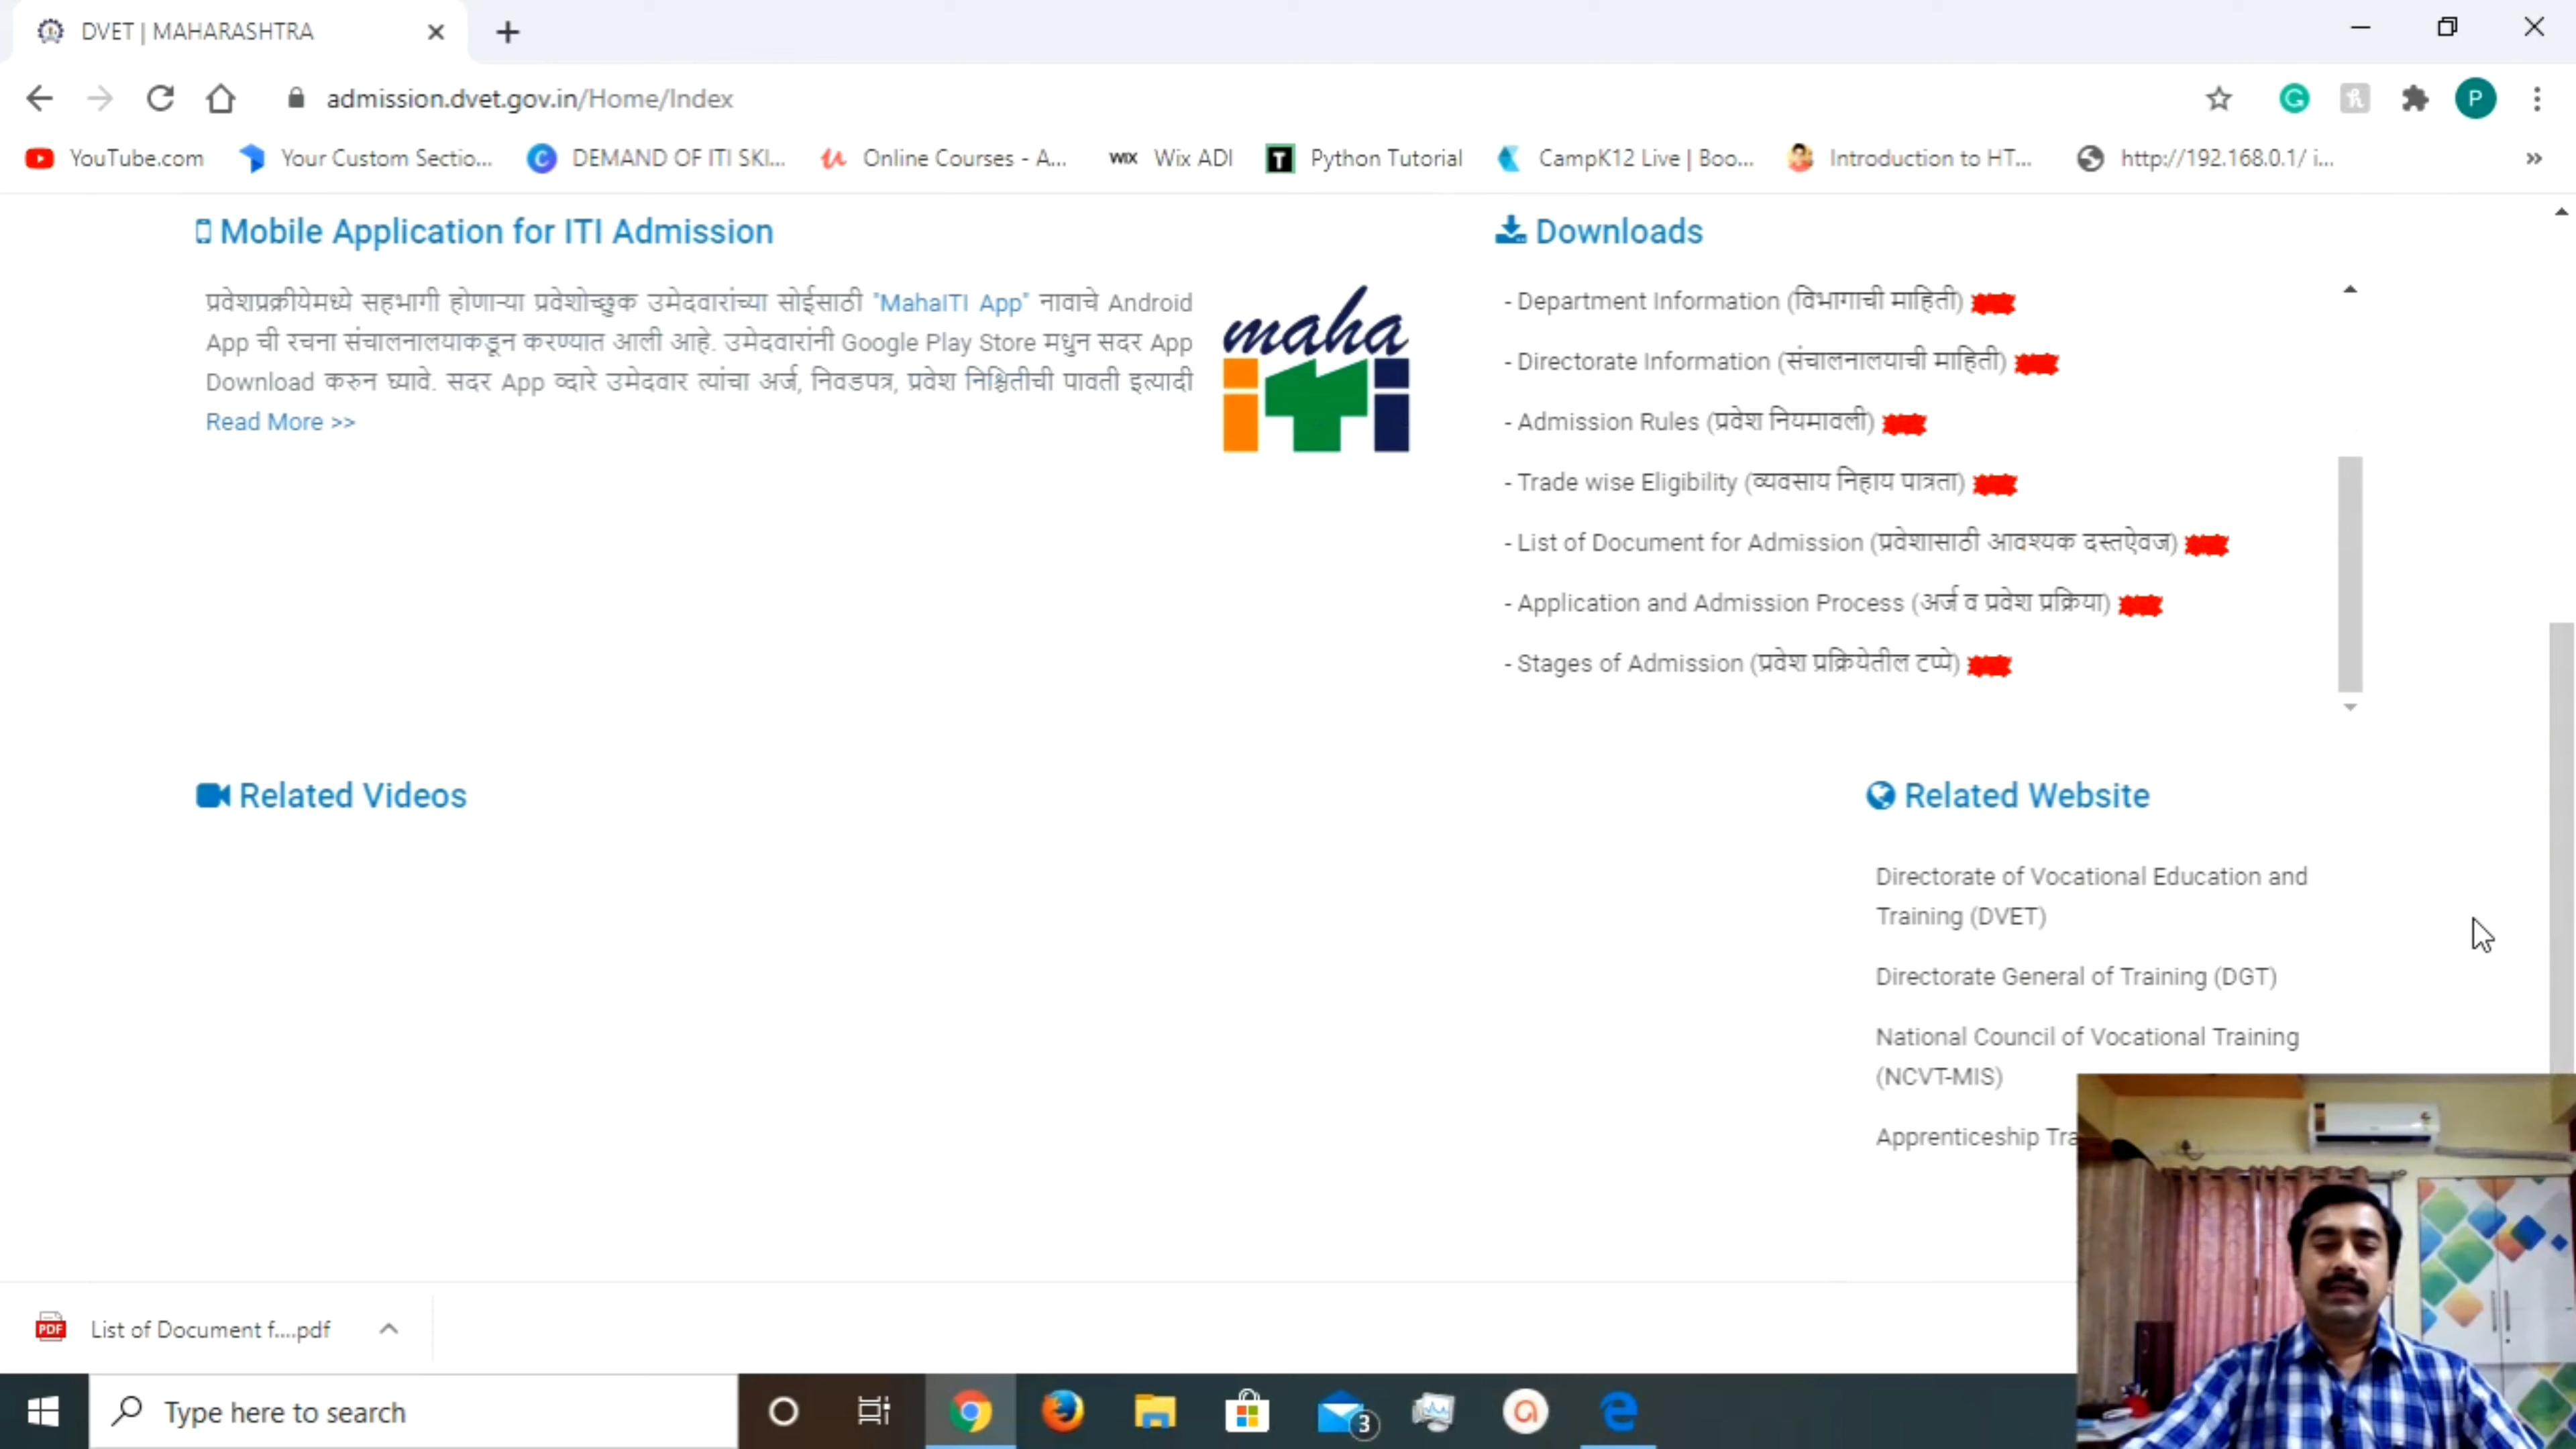 DVET | MAHARASHTRA
admission.dvet.gov.in/Home/Index
P
YouTube.com
Your Custom Sectio...
DEMAND OF ITI SKI...
Online Courses - A...
WIX Wix ADI
T Python Tutorial
CampK12 Live | Boo...
Introduction to HT...
http://192.168.0.1/ i...
Mobile Application for ITI Admission
प्रवेशप्रक्रीयेमध्ये सहभागी होणाऱ्या प्रवेशोच्छुक उमेदवारांच्या सोईसाठी "MahaITI App" नावाचे Android
App ची रचना संचालनालयाकडून करण्यात आली आहे. उमेदवारांनी Google Play Store मधुन सदर App
Download करुन घ्यावे. सदर App व्दारे उमेदवार त्यांचा अर्ज, निवडपत्र, प्रवेश निश्चितीची पावती इत्यादी
Read More >>
maha
iTi
Downloads
- Department Information (विभागाची माहिती)
- Directorate Information (संचालनालयाची माहिती)
- Admission Rules (प्रवेश नियमावली)
- Trade wise Eligibility (व्यवसाय निहाय पात्रता)
- List of Document for Admission (प्रवेशासाठी आवश्यक दस्तऐवज)
- Application and Admission Process (अर्ज व प्रवेश प्रक्रिया)
- Stages of Admission (प्रवेश प्रक्रियेतील टप्पे)
Related Videos
Related Website
Directorate of Vocational Education and
Training (DVET)
Directorate General of Training (DGT)
National Council of Vocational Training
(NCVT-MIS)
Apprenticeship Tra
PDF List of Document f....pdf
Type here to search
3